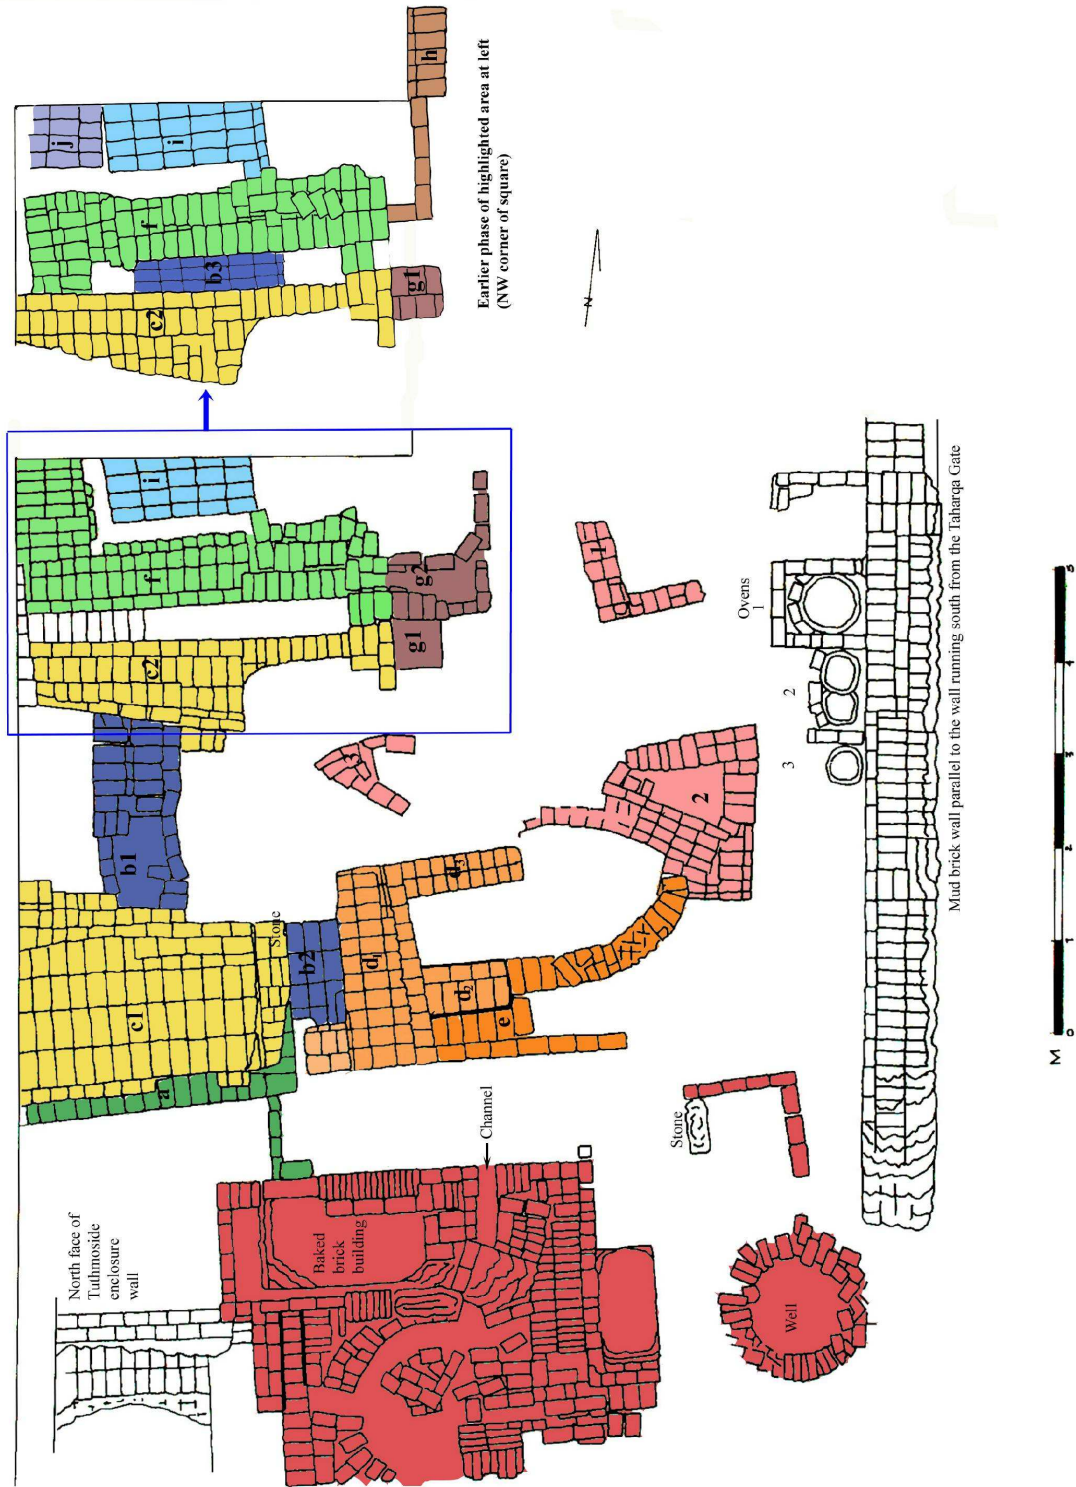 h
j
i
f
b3
c2
g1
Earlier phase of highlighted area at left
(NW corner of square)
N
i
f
g2
c2
g1
1
Ovens
1
2
3
3
2
b1
d3
Stone
b2
d1
c1
d2
e
a
Channel
Stone
North face of
Tuthmoside
enclosure
wall
Baked
brick
building
Well
Mud brick wall parallel to the wall running south from the Taharqa Gate
M
0
1
2
3
4
5